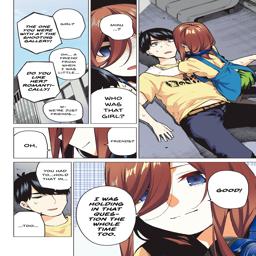 GIRL?
MHM
...?
THE ONE
YOU WERE
WITH AT THE
SHOOTING
GALLERY!
OH... A
FRIEND
FROM
WHEN I
WAS
LITTLE...
DO YOU
LIKE
HER?
ROMANTI-
CALLY!
WHO
WAS
THAT
GIRL?
W-
WE'RE JUST
FRIENDS...
OH,
FRIENDS?
YOU HAD
TO...HOLD
THAT IN...
...TOO...
I WAS
HOLDING
IN THAT
QUES-
TION THE
WHOLE
TIME
TOO.
GOOD!